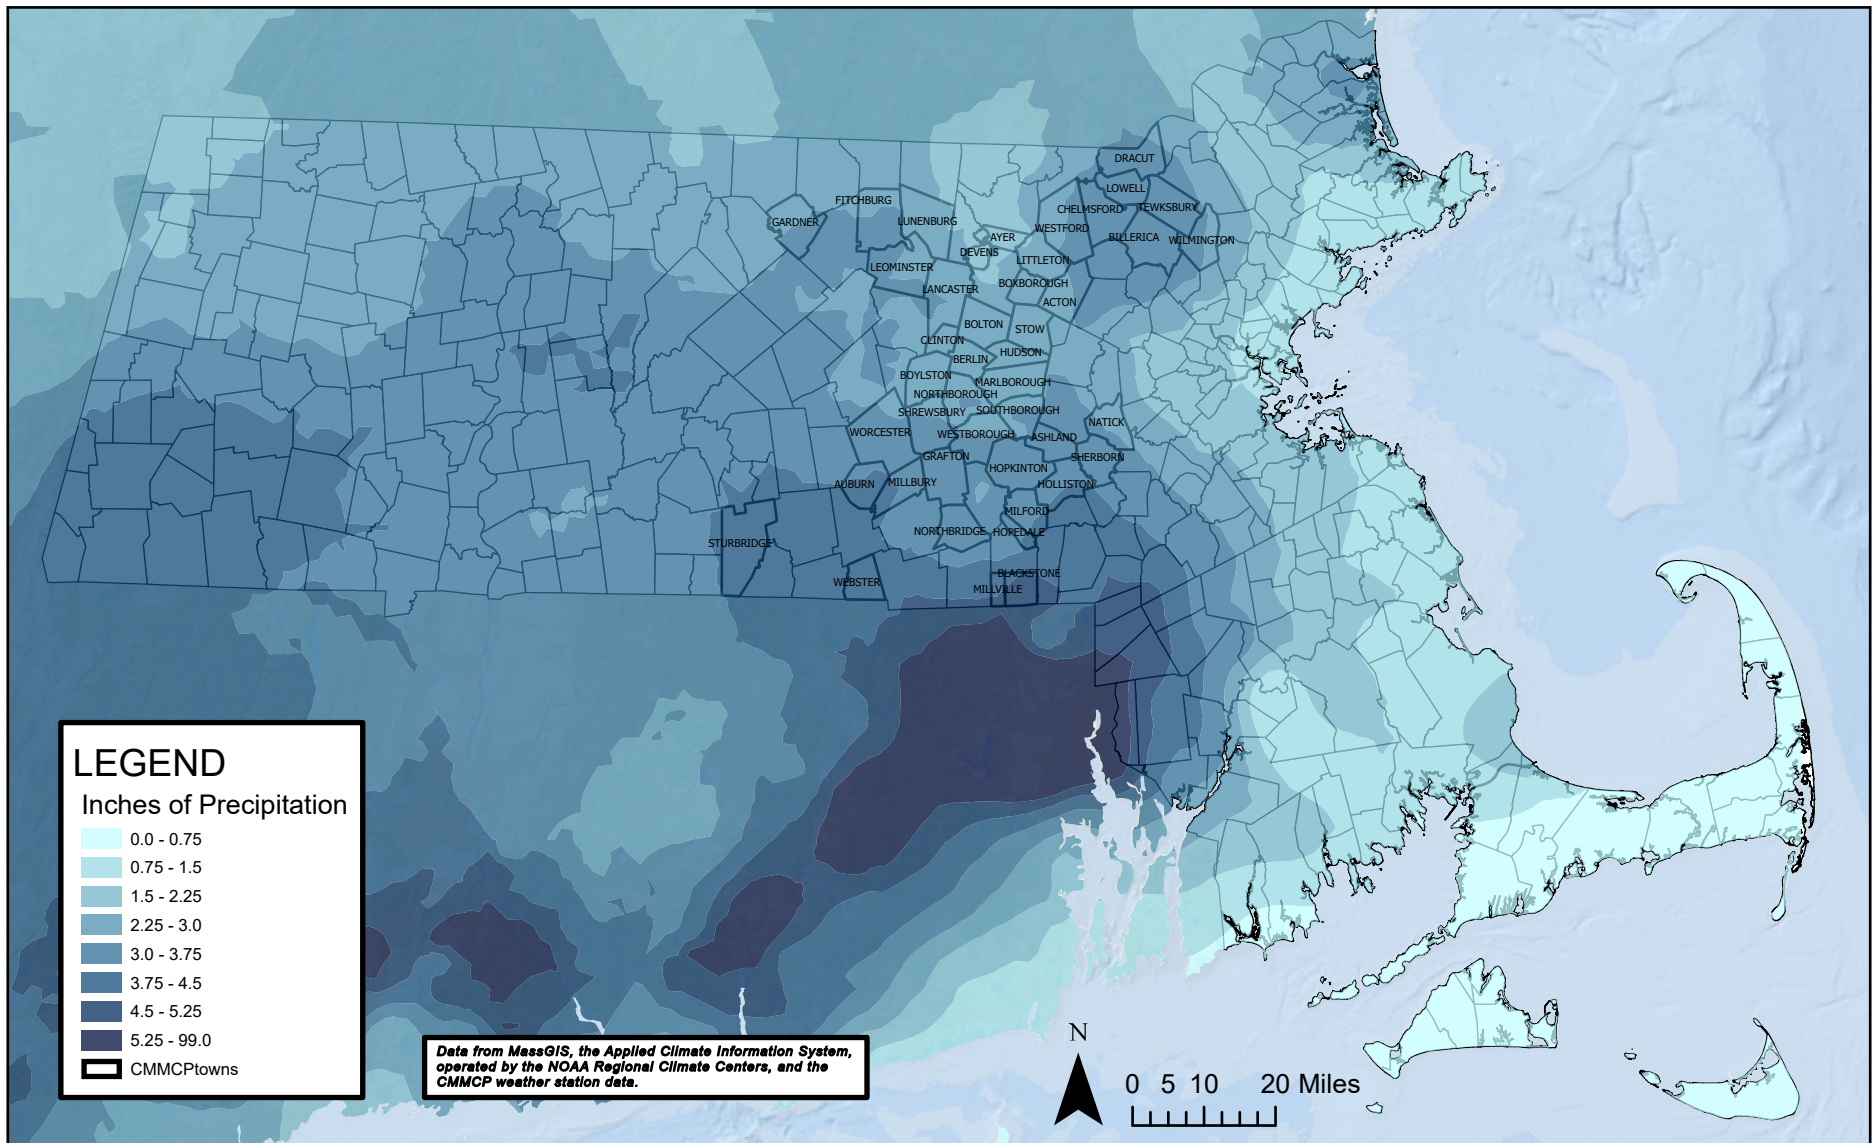 DRACUT
LOWELL
FITCHBURG
CHELMSFORD
TEWKSBURY
GARDNER
LUNENBURG
WESTFORD
AYER
BILLERICA
WILMINGTON
DEVENS
LITTLETON
LEOMINSTER
LANCASTER
BOXBOROUGH
ACTON
BOLTON
STOW
CLINTON
BERLIN
HUDSON
BOYLSTON
MARLBOROUGH
NORTHBOROUGH
SHREWSBURY
SOUTHBOROUGH
NATICK
WORCESTER
WESTBOROUGH
ASHLAND
GRAFTON
SHERBORN
HOPKINTON
AUBURN
MILLBURY
HOLLISTON
MILFORD
NORTHBRIDGE
HOPEDALE
STURBRIDGE
BLACKSTONE
WEBSTER
MILLVILLE
LEGEND
Inches of Precipitation
0.0 - 0.75
0.75 - 1.5
1.5 - 2.25
2.25 - 3.0
3.0 - 3.75
3.75 - 4.5
4.5 - 5.25
5.25 - 99.0
CMMCPtowns
Data from MassGIS, the Applied Climate Information System,
operated by the NOAA Regional Climate Centers, and the
CMMCP weather station data.
N
0 5 10 20 Miles